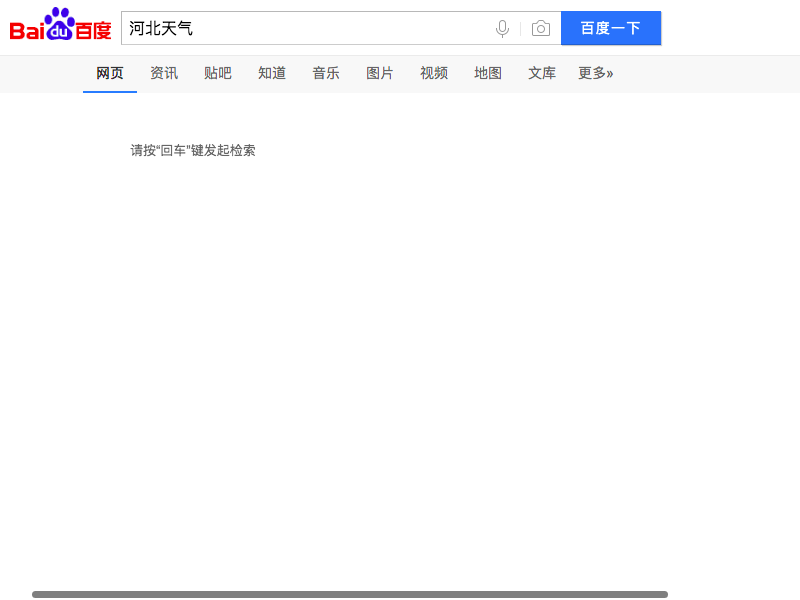 Bai du 百度 河北天气 百度一下
网页 资讯 贴吧 知道 音乐 图片 视频 地图 文库 更多»
请按“回车”键发起检索